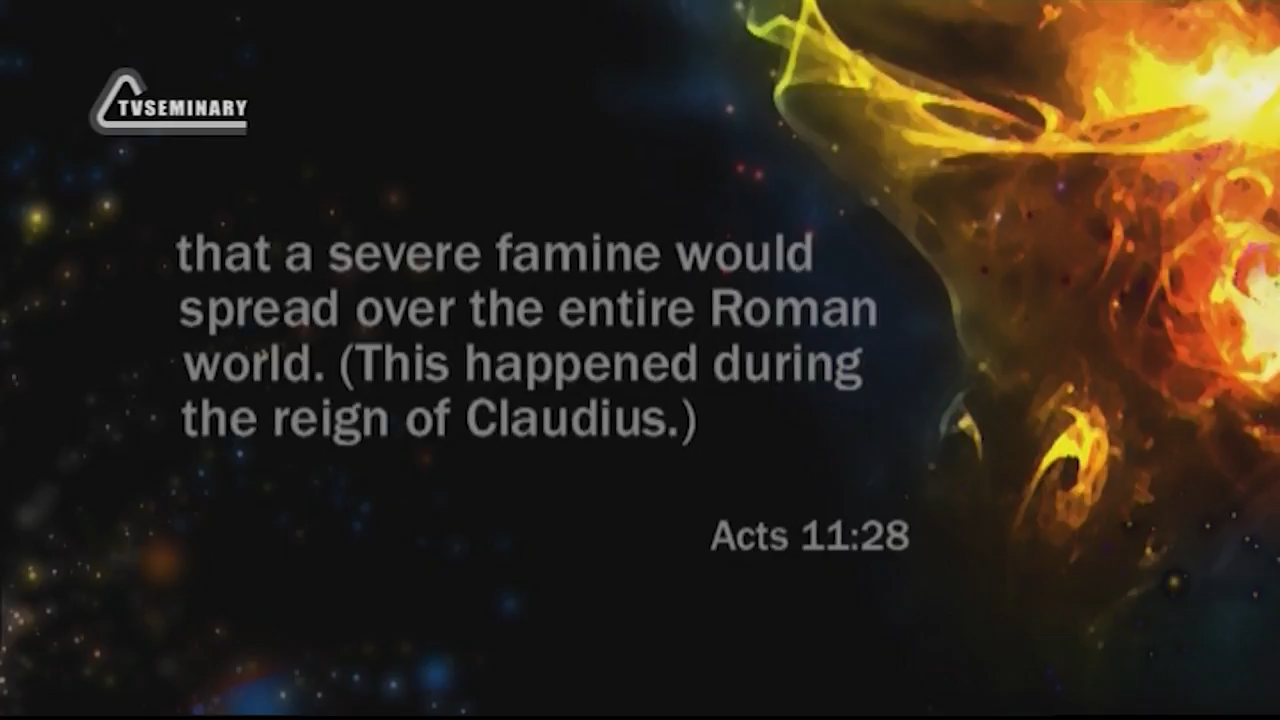 TVSEMINARY
that a severe famine would
spread over the entire Roman
world. (This happened during
the reign of Claudius.)
Acts 11:28